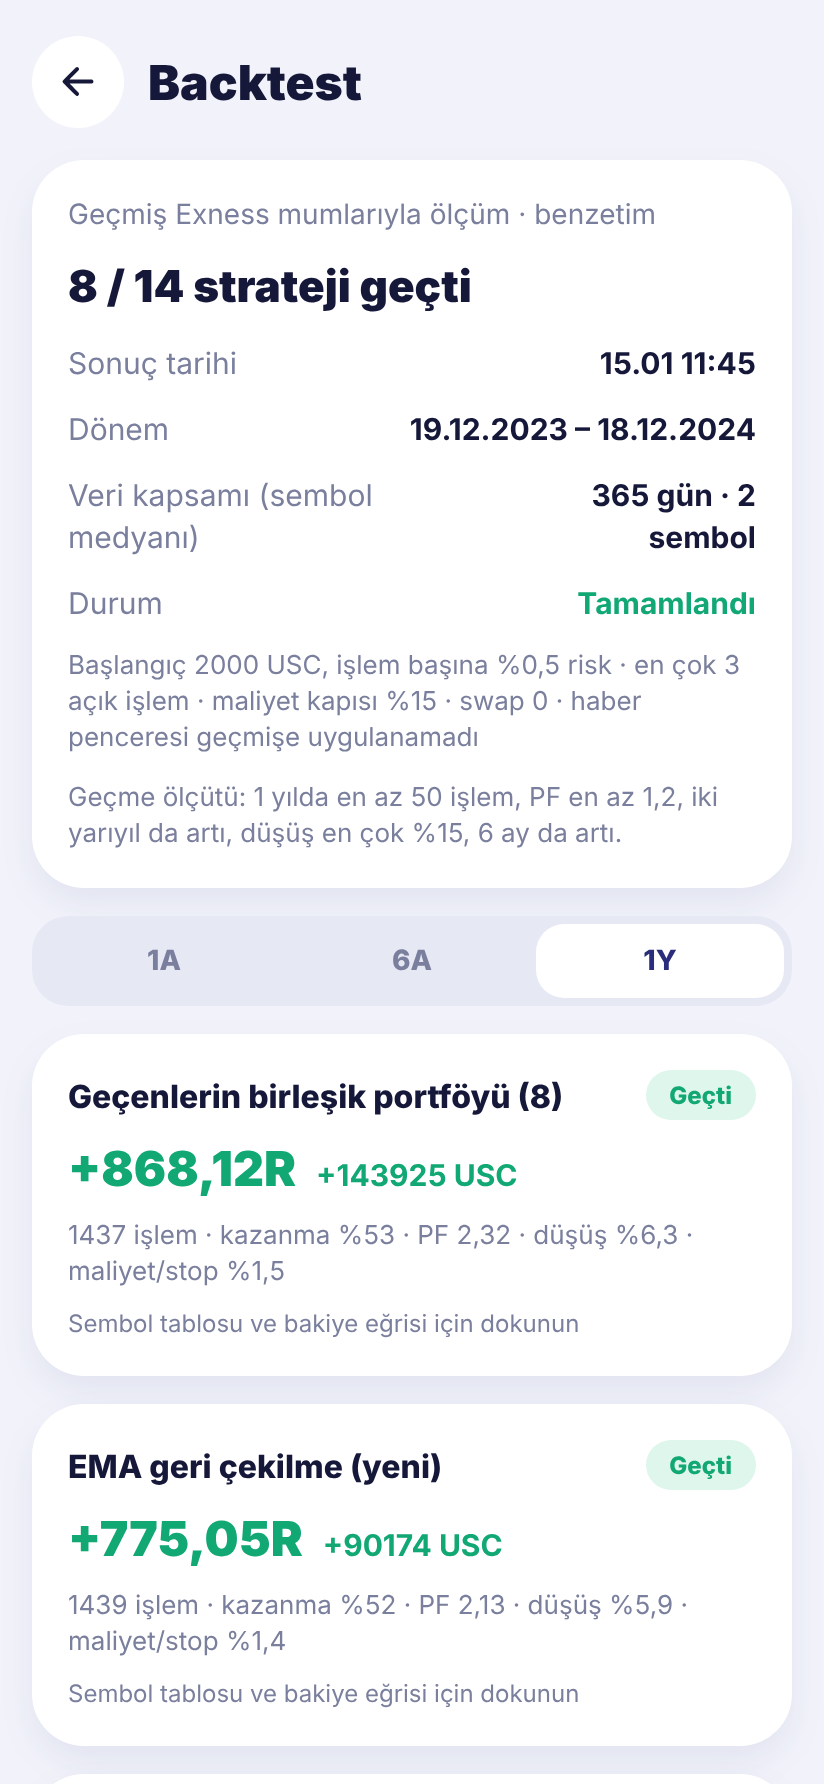 Backtest
Geçmiş Exness mumlarıyla ölçüm · benzetim
8 / 14 strateji geçti
Sonuç tarihi 15.01 11:45
Dönem 19.12.2023 – 18.12.2024
Veri kapsamı (sembol medyanı) 365 gün · 2 sembol
Durum Tamamlandı
Başlangıç 2000 USC, işlem başına %0,5 risk · en çok 3
açık işlem · maliyet kapısı %15 · swap 0 · haber
penceresi geçmişe uygulanamadı
Geçme ölçütü: 1 yılda en az 50 işlem, PF en az 1,2, iki
yarıyıl da artı, düşüş en çok %15, 6 ay da artı.
1A 6A 1Y
Geçenlerin birleşik portföyü (8) Geçti
+868,12R +143925 USC
1437 işlem · kazanma %53 · PF 2,32 · düşüş %6,3 ·
maliyet/stop %1,5
Sembol tablosu ve bakiye eğrisi için dokunun
EMA geri çekilme (yeni) Geçti
+775,05R +90174 USC
1439 işlem · kazanma %52 · PF 2,13 · düşüş %5,9 ·
maliyet/stop %1,4
Sembol tablosu ve bakiye eğrisi için dokunun